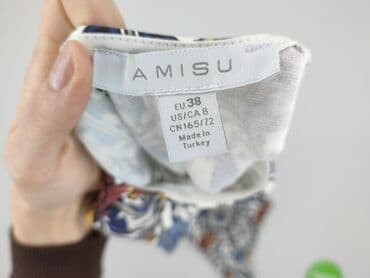 AMISU
EU 38
US/CA 8
CN165/72
Made in
Turkey